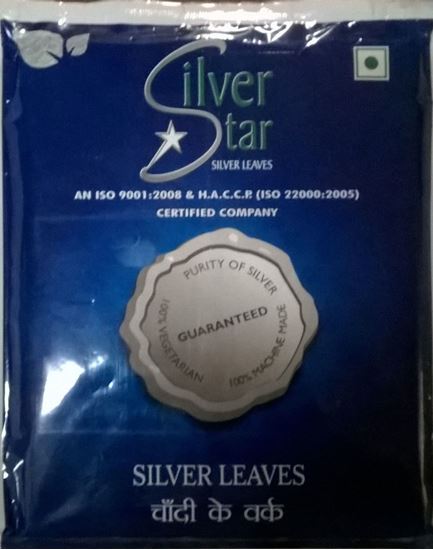 Silver
Star
SILVER LEAVES
AN ISO 9001:2008 & H.A.C.C.P. (ISO 22000:2005)
CERTIFIED COMPANY
PURITY OF SILVER
GUARANTEED
100% VEGETARIAN
100% MACHINE MADE
SILVER LEAVES
चाँदी के वर्क